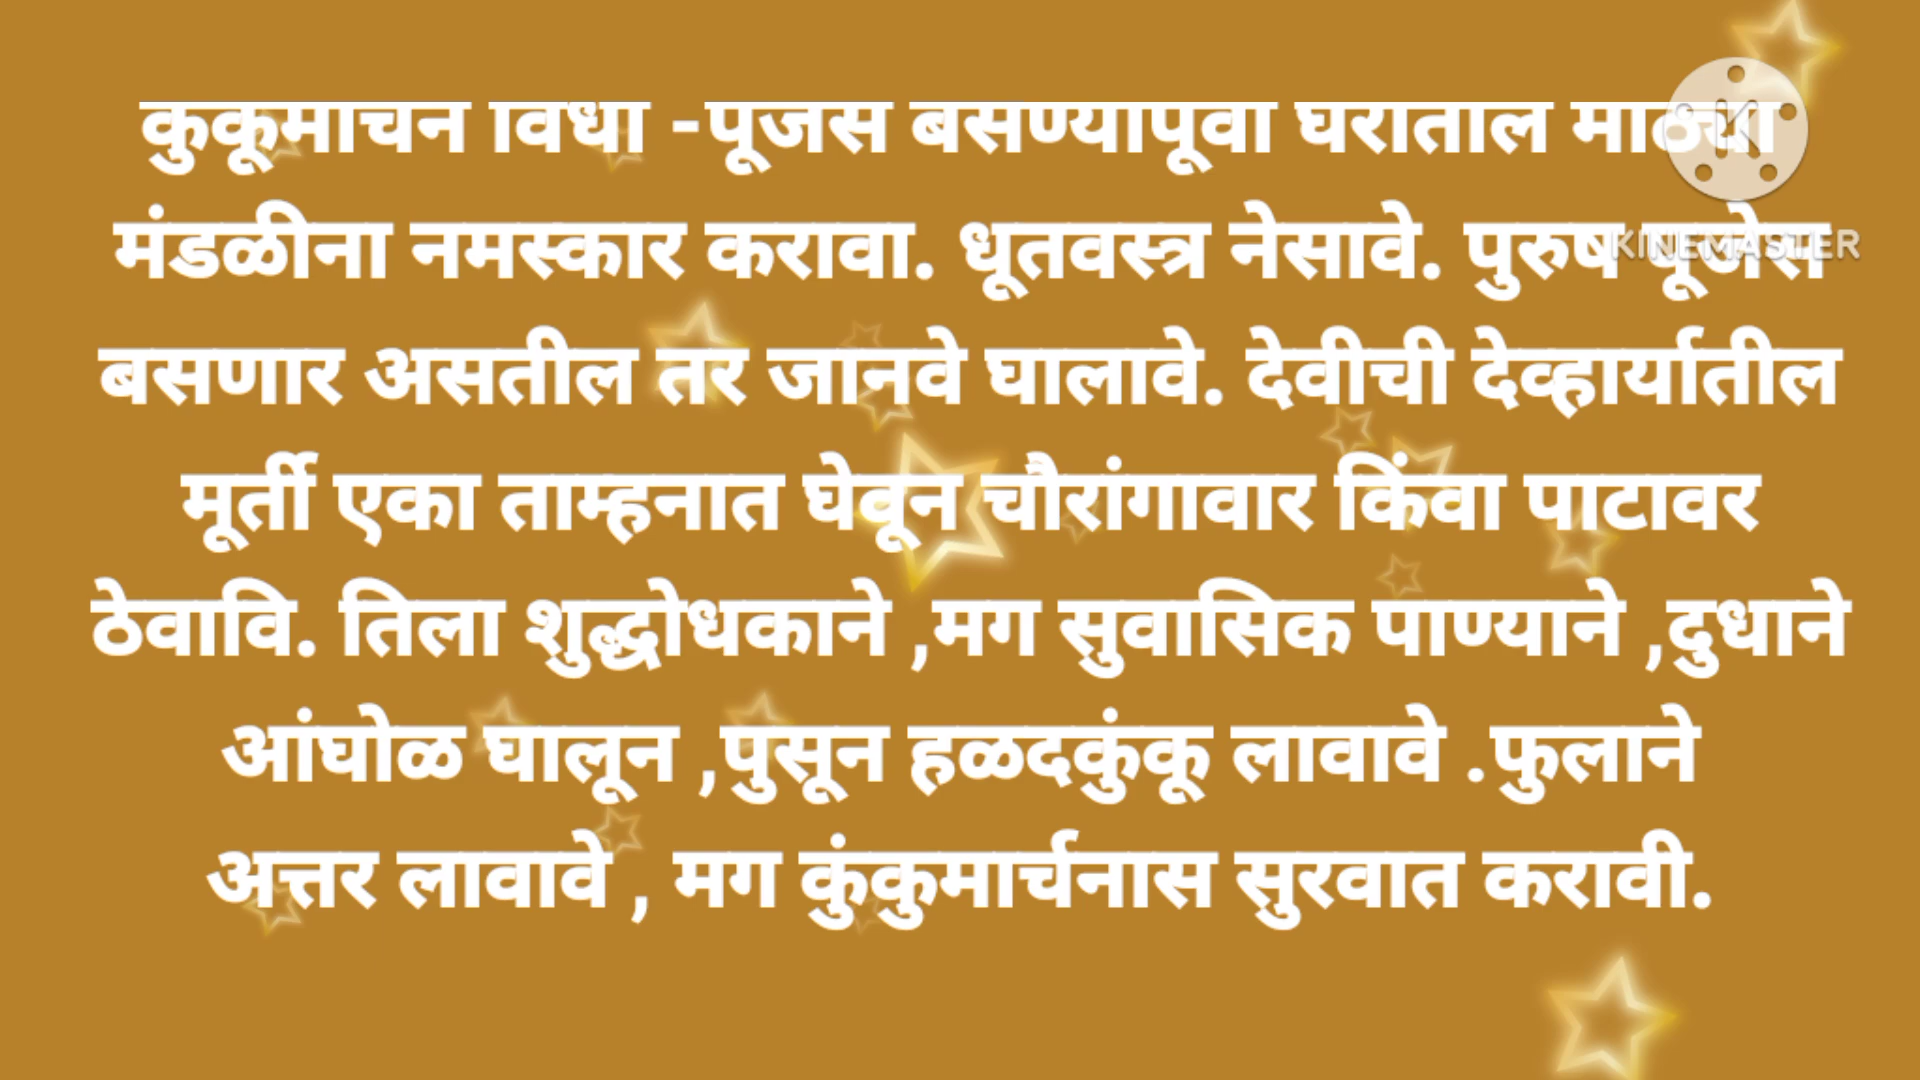 कुंकूमार्चन विधी -पूजेस बसण्यापूर्वी घरातील मोठ्या
मंडळीना नमस्कार करावा. धूतवस्त्र नेसावे. पुरुष पूजेस
बसणार असतील तर जानवे घालावे. देवीची देव्हार्यातील
मूर्ती एका ताम्हनात घेवून चौरांगावार किंवा पाटावर
ठेवावि. तिला शुद्धोधकाने ,मग सुवासिक पाण्याने ,दुधाने
आंघोळ घालून ,पुसून हळदकुंकू लावावे .फुलाने
अत्तर लावावे , मग कुंकुमार्चनास सुरवात करावी.
KINEMASTER